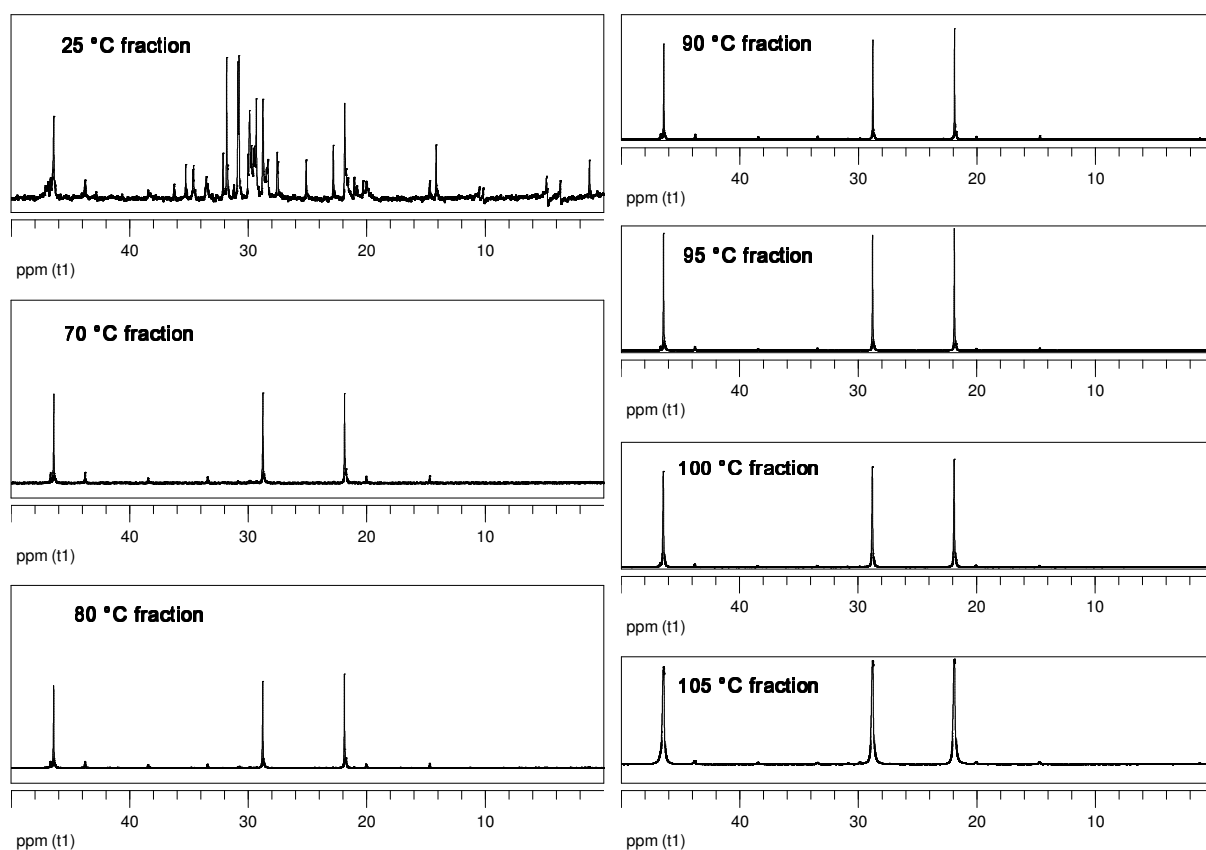 25 °C fraction
40 30 20 10
ppm (t1)
70 °C fraction
40 30 20 10
ppm (t1)
80 °C fraction
40 30 20 10
ppm (t1)
90 °C fraction
40 30 20 10
ppm (t1)
95 °C fraction
40 30 20 10
ppm (t1)
100 °C fraction
40 30 20 10
ppm (t1)
105 °C fraction
40 30 20 10
ppm (t1)